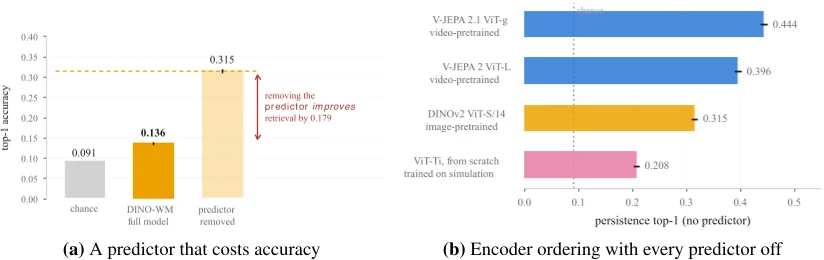 0.40
0.35
0.30
0.25
0.20
0.15
0.10
0.05
0.00
top-1 accuracy
0.091
0.136
0.315
removing the
predictor improves
retrieval by 0.179
chance
DINO-WM
full model
predictor
removed
(a) A predictor that costs accuracy
chance
V-JEPA 2.1 ViT-g
video-pretrained
0.444
V-JEPA 2 ViT-L
video-pretrained
0.396
DINOv2 ViT-S/14
image-pretrained
0.315
ViT-Ti, from scratch
trained on simulation
0.208
0.0 0.1 0.2 0.3 0.4 0.5
persistence top-1 (no predictor)
(b) Encoder ordering with every predictor off